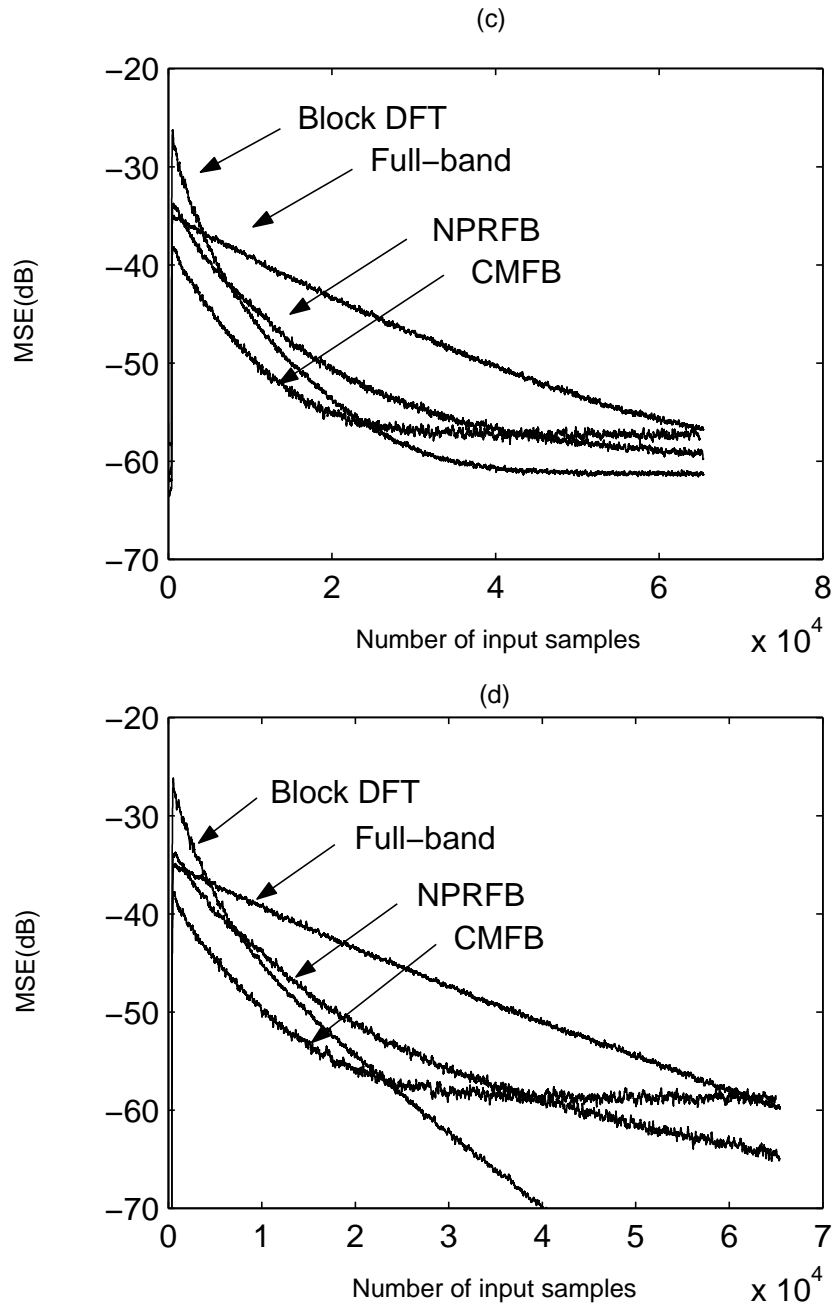 (c)
−20
−30
−40
−50
−60
−70
MSE(dB)
Block DFT
Full−band
NPRFB
CMFB
0
2
4
6
8
Number of input samples
x 10^4
(d)
−20
−30
−40
−50
−60
−70
MSE(dB)
Block DFT
Full−band
NPRFB
CMFB
0
1
2
3
4
5
6
7
Number of input samples
x 10^4